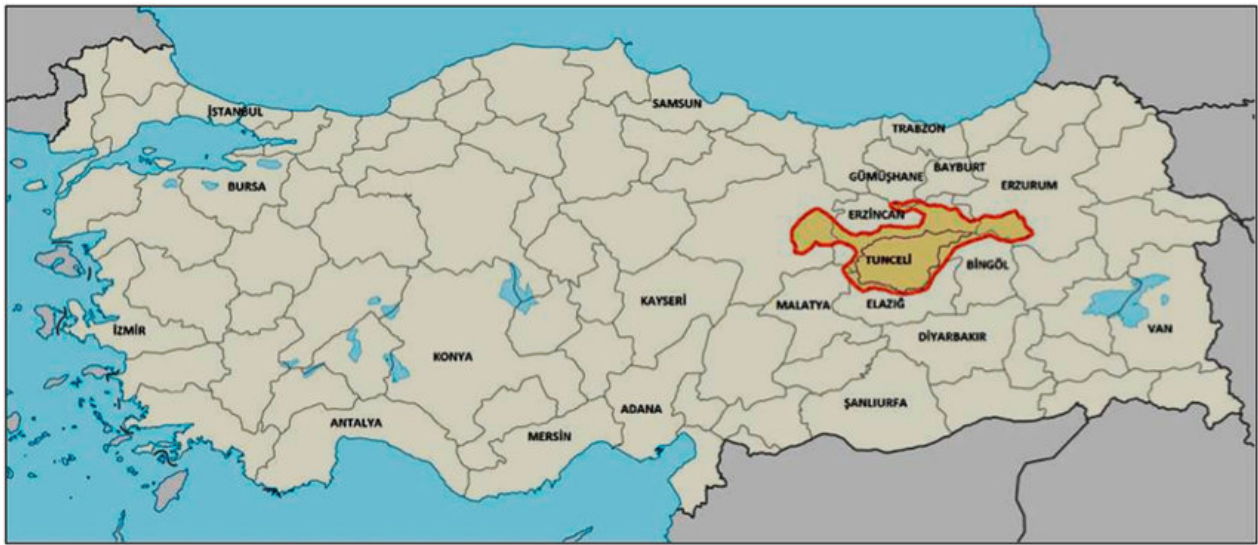 SAMSUN
İSTANBUL
TRABZON
BAYBURT
GÜMÜŞHANE
ERZURUM
BURSA
ERZİNCAN
TUNCELİ
BİNGÖL
KAYSERİ
MALATYA
ELAZIĞ
İZMİR
VAN
DİYARBAKIR
KONYA
ŞANLIURFA
ADANA
ANTALYA
MERSİN